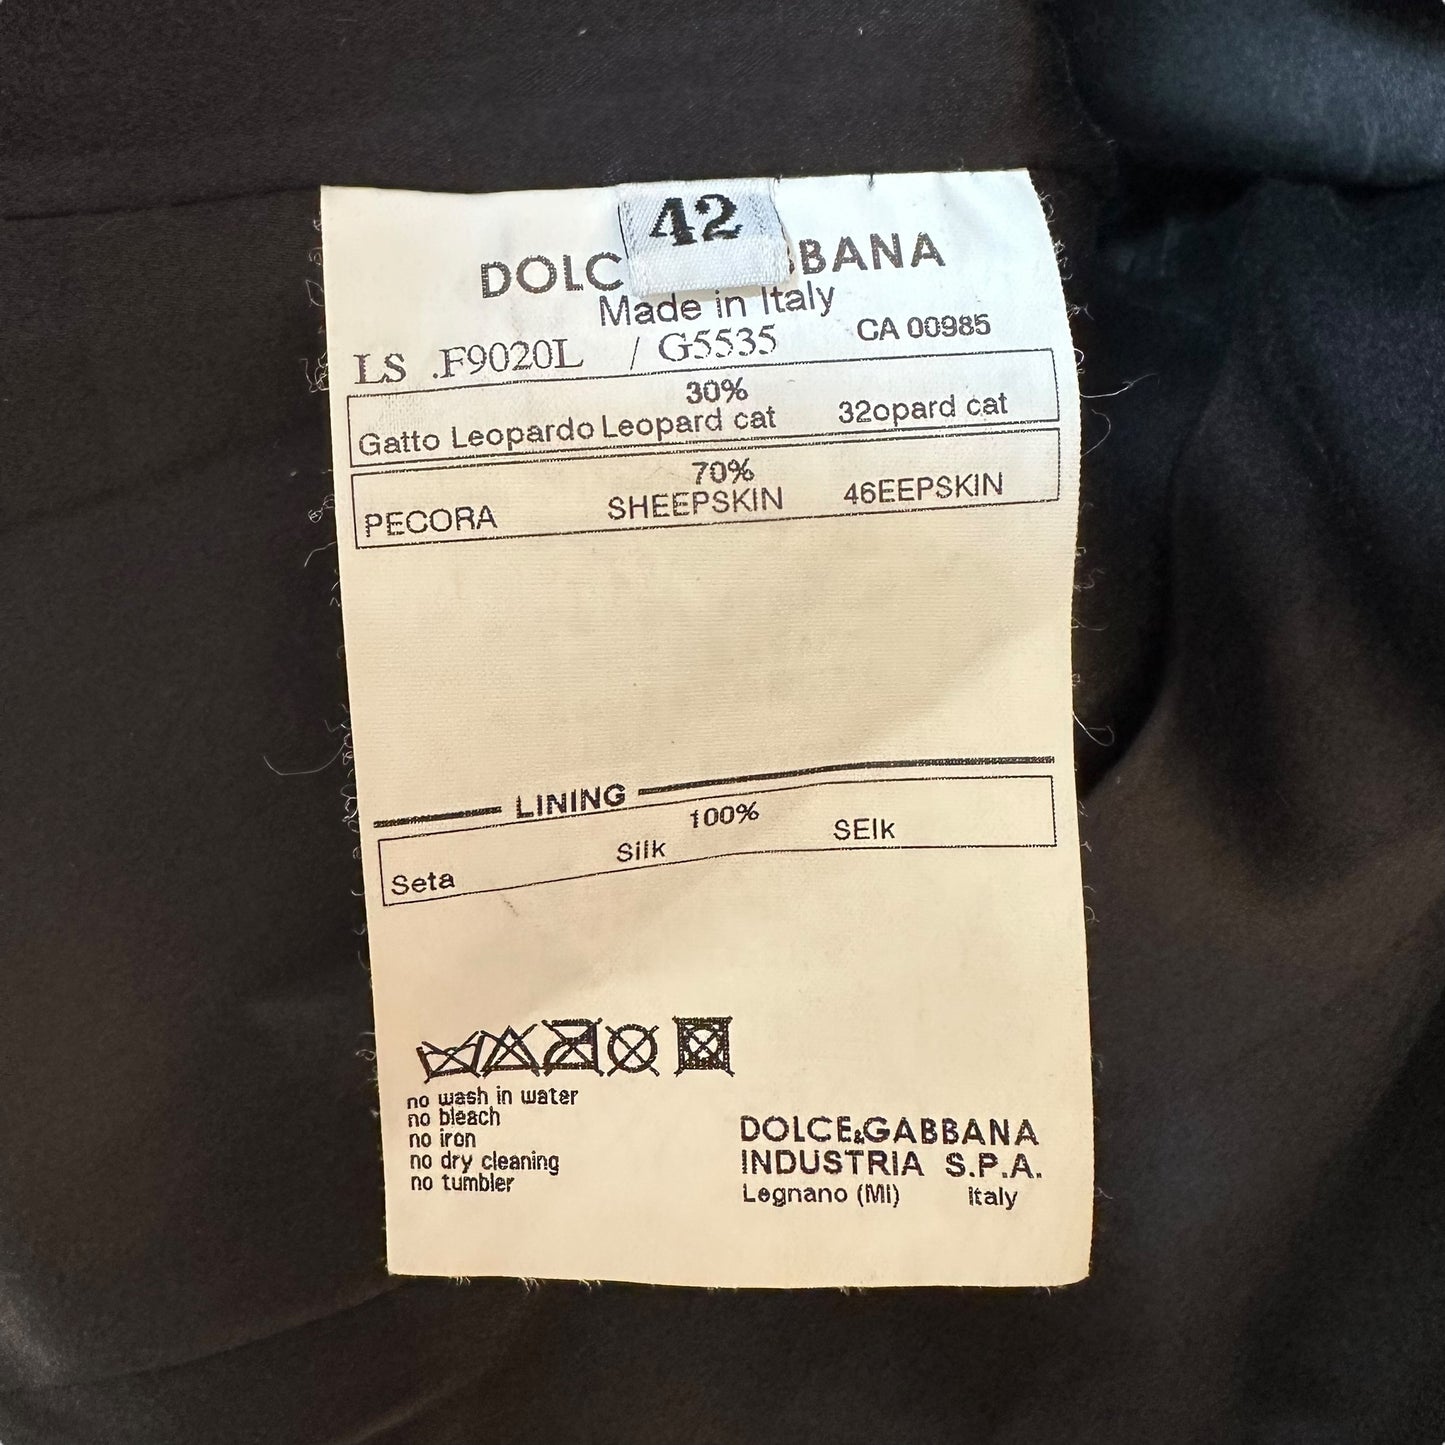 42
DOLC BBANA
Made in Italy
LS .F9020L / G5535 CA 00985
30%
Gatto Leopardo Leopard cat 32opard cat
70%
PECORA SHEEPSKIN 46EEPSKIN
LINING
100%
Seta Silk SEIk
no wash in water
no bleach
no iron
no dry cleaning
no tumbler
DOLCE&GABBANA
INDUSTRIA S.P.A.
Legnano (MI) Italy